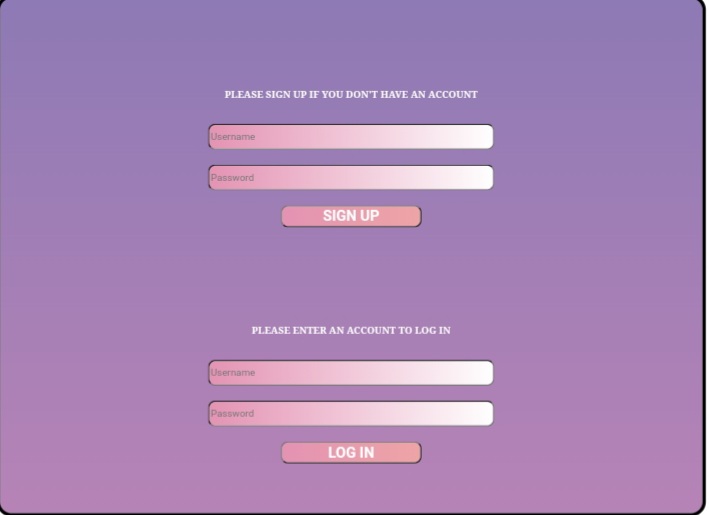 PLEASE SIGN UP IF YOU DON'T HAVE AN ACCOUNT
Username
Password
SIGN UP
PLEASE ENTER AN ACCOUNT TO LOG IN
Username
Password
LOG IN